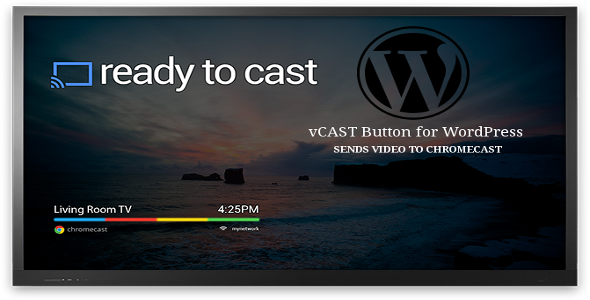 ready to cast
vCAST Button for WordPress
SENDS VIDEO TO CHROMECAST
Living Room TV 4:25PM
chromecast mynetwork